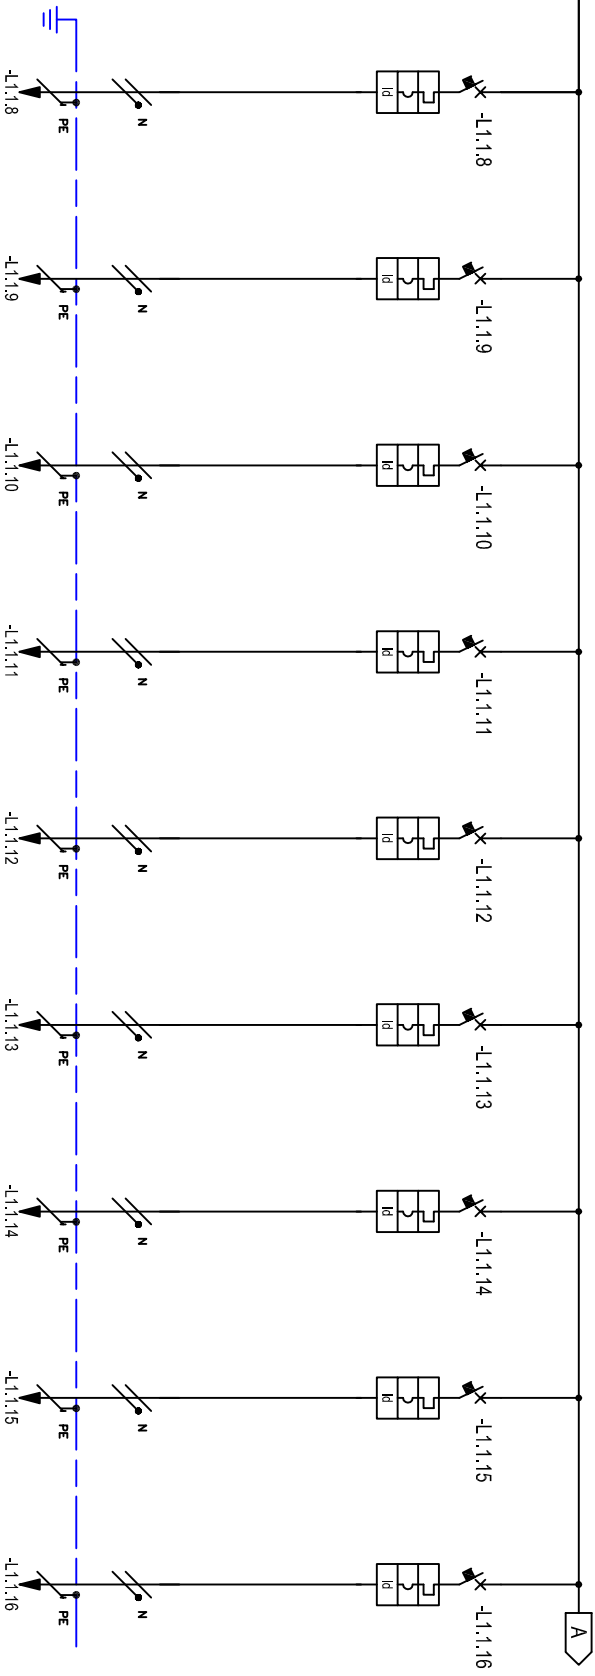 -L1.1.8
Id
N
PE
-L1.1.8
-L1.1.9
Id
N
PE
-L1.1.9
-L1.1.10
Id
N
PE
-L1.1.10
-L1.1.11
Id
N
PE
-L1.1.11
-L1.1.12
Id
N
PE
-L1.1.12
-L1.1.13
Id
N
PE
-L1.1.13
-L1.1.14
Id
N
PE
-L1.1.14
-L1.1.15
Id
N
PE
-L1.1.15
-L1.1.16
Id
N
PE
-L1.1.16
A